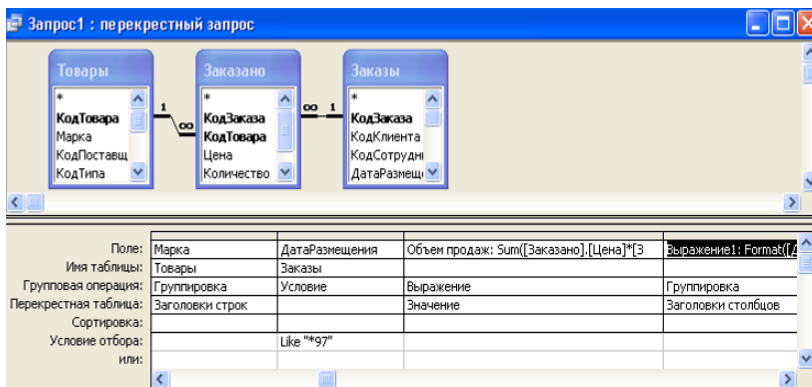 Запрос1 : перекрестный запрос
Товары
*
КодТовара
Марка
КодПоставщ
КодТипа
1
∞
Заказано
*
КодЗаказа
КодТовара
Цена
Количество
∞ 1
Заказы
*
КодЗаказа
КодКлиента
КодСотрудн
ДатаРазмещ
Поле: Марка ДатаРазмещения Объем продаж: Sum([Заказано].[Цена]*[З Выражение1: Format([Д
Имя таблицы: Товары Заказы
Групповая операция: Группировка Условие Выражение Группировка
Перекрестная таблица: Заголовки строк Значение Заголовки столбцов
Сортировка:
Условие отбора: Like "*97"
или: